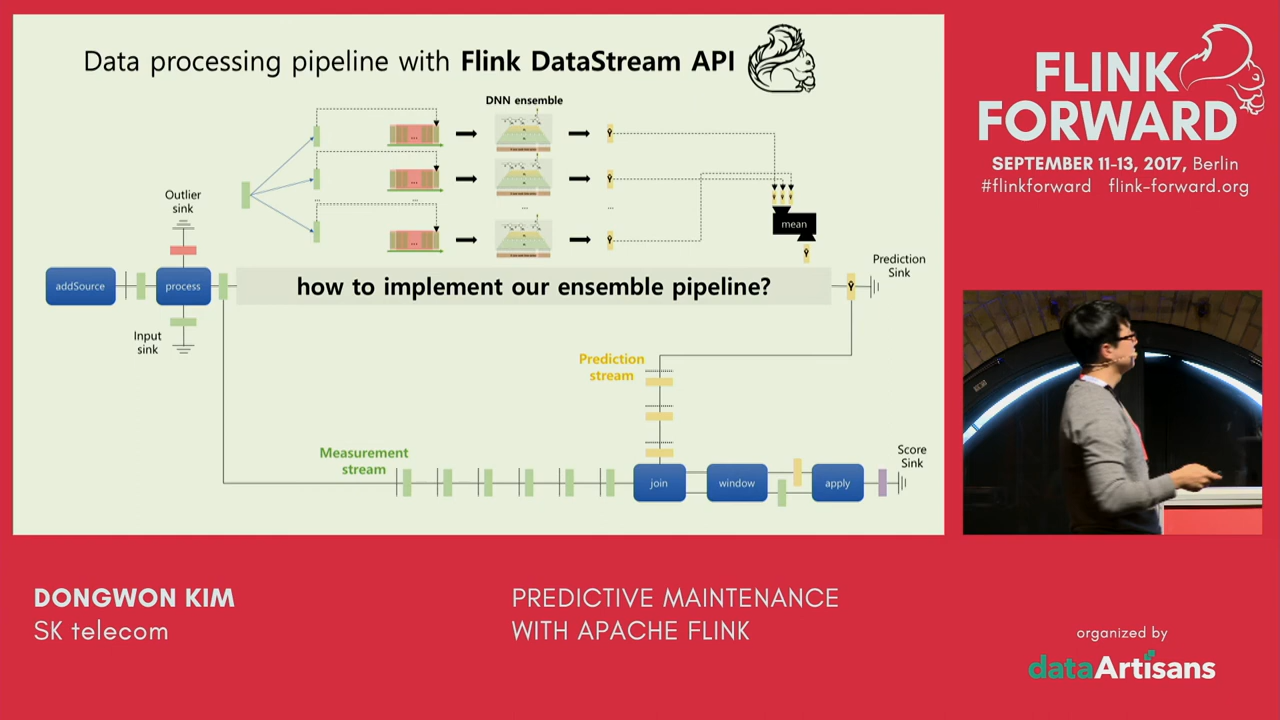 Data processing pipeline with Flink DataStream API
DNN ensemble
...
...
...
mean
Outlier
sink
addSource
process
Input
sink
how to implement our ensemble pipeline?
Prediction
Sink
Prediction
stream
Measurement
stream
join
window
apply
Score
Sink
FLINK
FORWARD
SEPTEMBER 11-13, 2017, Berlin
#flinkforward flink-forward.org
DONGWON KIM
SK telecom
PREDICTIVE MAINTENANCE
WITH APACHE FLINK
organized by
dataArtisans